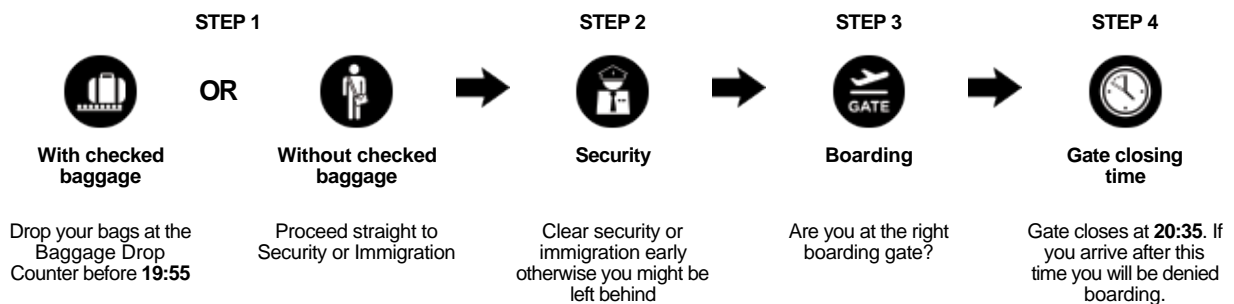 STEP 1
OR
With checked
baggage
Drop your bags at the
Baggage Drop
Counter before 19:55
Without checked
baggage
Proceed straight to
Security or Immigration
STEP 2
Security
Clear security or
immigration early
otherwise you might be
left behind
STEP 3
GATE
Boarding
Are you at the right
boarding gate?
STEP 4
Gate closing
time
Gate closes at 20:35. If
you arrive after this
time you will be denied
boarding.